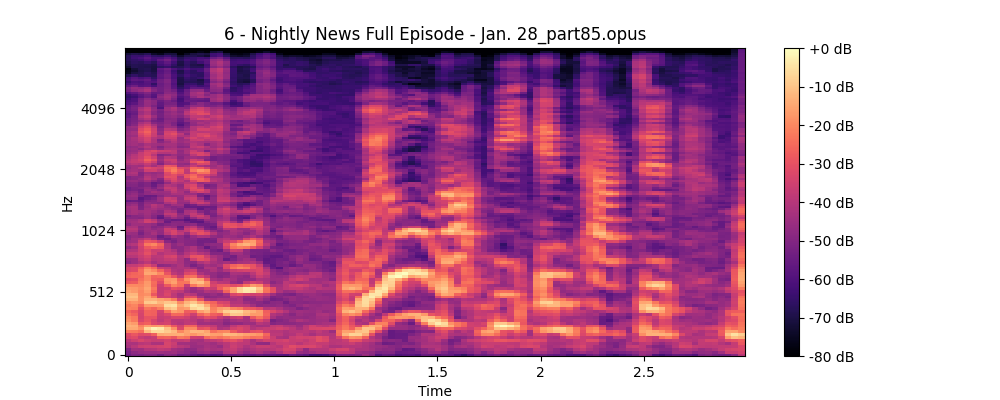 6 - Nightly News Full Episode - Jan. 28_part85.opus
Hz
4096
2048
1024
512
0
0
0.5
1
1.5
2
2.5
Time
+0 dB
-10 dB
-20 dB
-30 dB
-40 dB
-50 dB
-60 dB
-70 dB
-80 dB